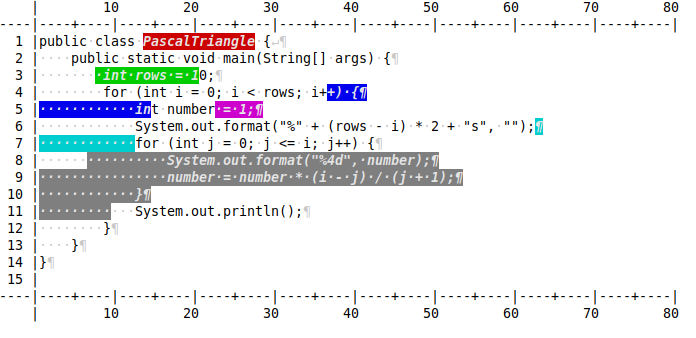 |        10        20        30        40        50        60        70        80
----|----+----|----+----|----+----|----+----|----+----|----+----|----+----|----+----|
  1 |public·class·PascalTriangle·{↵¶
  2 |····public·static·void·main(String[]·args)·{¶
  3 |········int·rows·=·10;¶
  4 |········for·(int·i·=·0;·i·<·rows;·i++)·{¶
  5 |············int·number·=·1;¶
  6 |············System.out.format("%"·+·(rows·-·i)·*·2·+·"s",·"");¶
  7 |············for·(int·j·=·0;·j·<=·i;·j++)·{¶
  8 |················System.out.format("%4d",·number);¶
  9 |················number·=·number·*·(i·-·j)·/·(j·+·1);¶
 10 |············}¶
 11 |············System.out.println();¶
 12 |········}¶
 13 |····}¶
 14 |}¶
 15 |
----|----+----|----+----|----+----|----+----|----+----|----+----|----+----|----+----|
    |        10        20        30        40        50        60        70        80